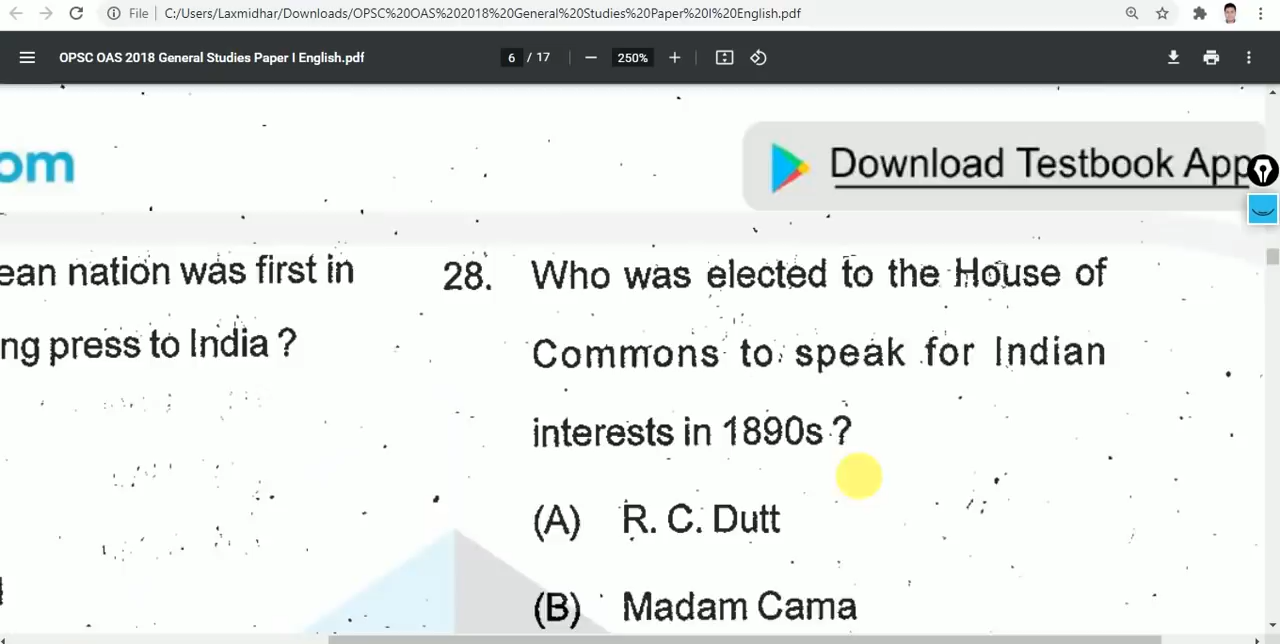 File C:/Users/Laxmidhar/Downloads/OPSC%20OAS%202018%20General%20Studies%20Paper%20I%20English.pdf
OPSC OAS 2018 General Studies Paper I English.pdf 6 / 17 250%
om
Download Testbook App
ean nation was first in
ng press to India ?
28. Who was elected to the House of
Commons to speak for Indian
interests in 1890s ?
(A) R. C. Dutt
(B) Madam Cama